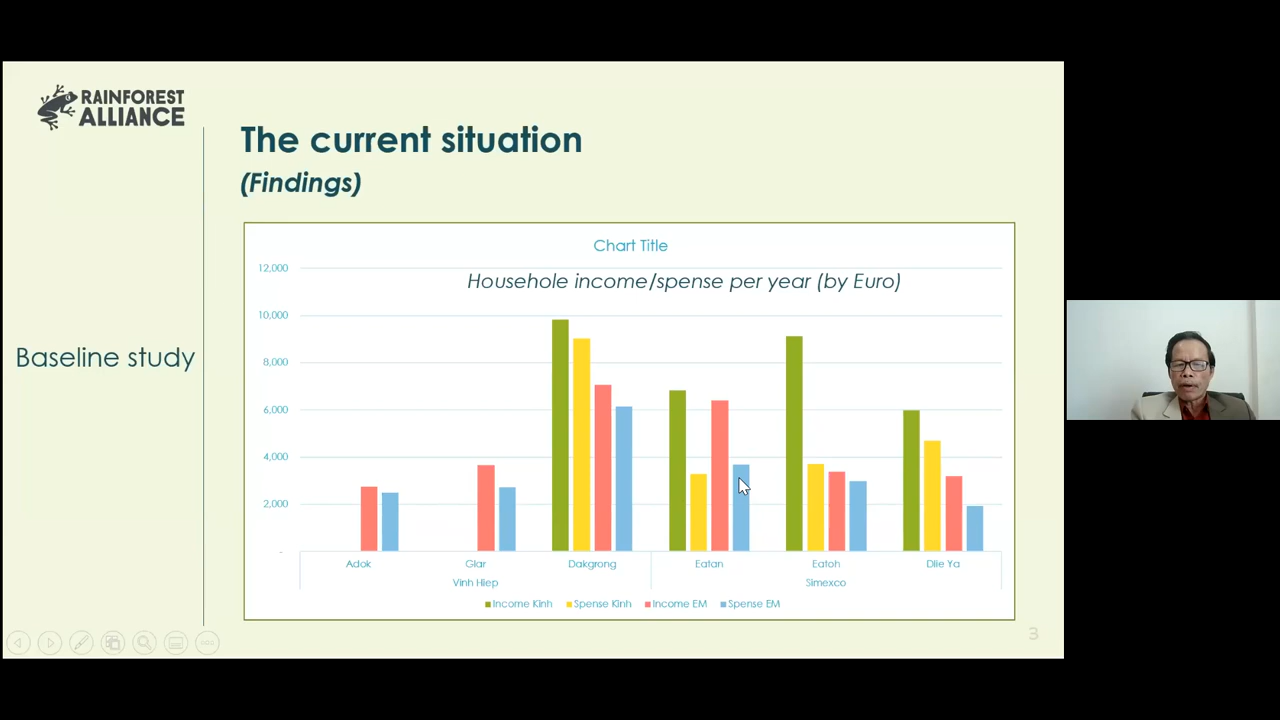 RAINFOREST
ALLIANCE
The current situation
(Findings)
Baseline study
Chart Title
Househole income/spense per year (by Euro)
12,000
10,000
8,000
6,000
4,000
2,000
-
Adok Glar Dakgrong Eatan Eatoh Dlie Ya
Vinh Hiep Simexco
Income Kinh Spense Kinh Income EM Spense EM
3